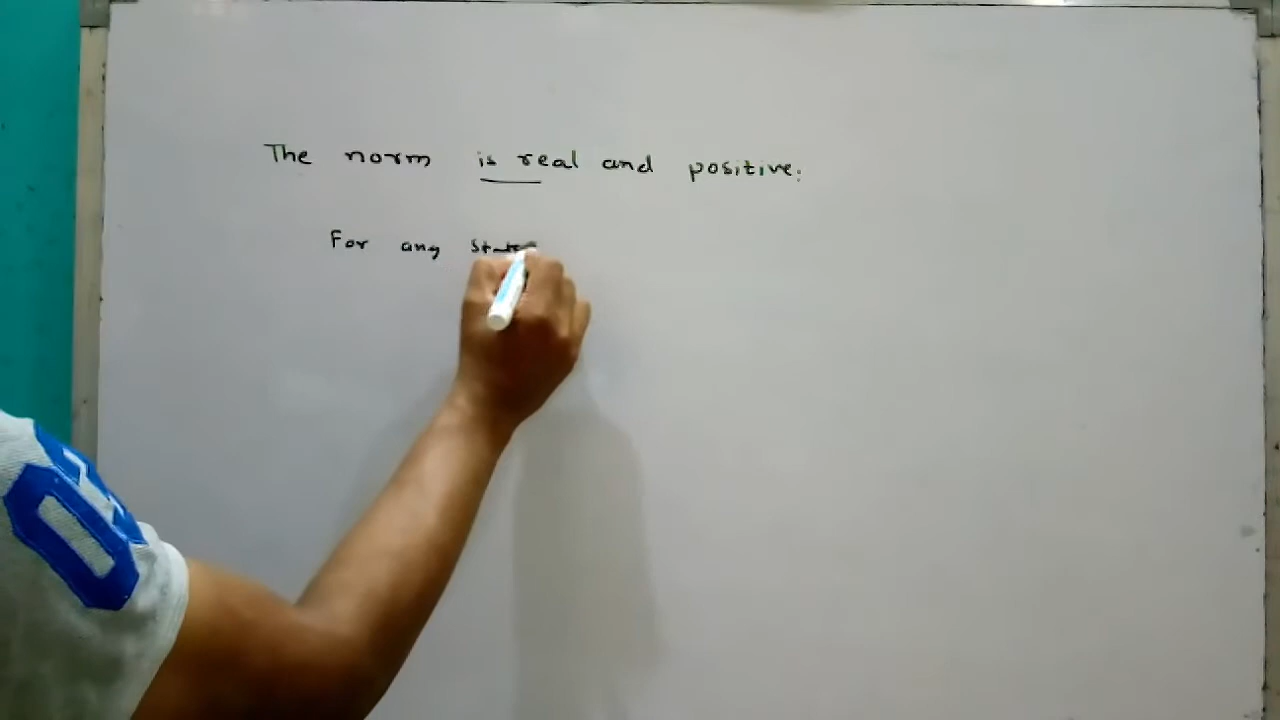 The norm is real and positive:
For any state